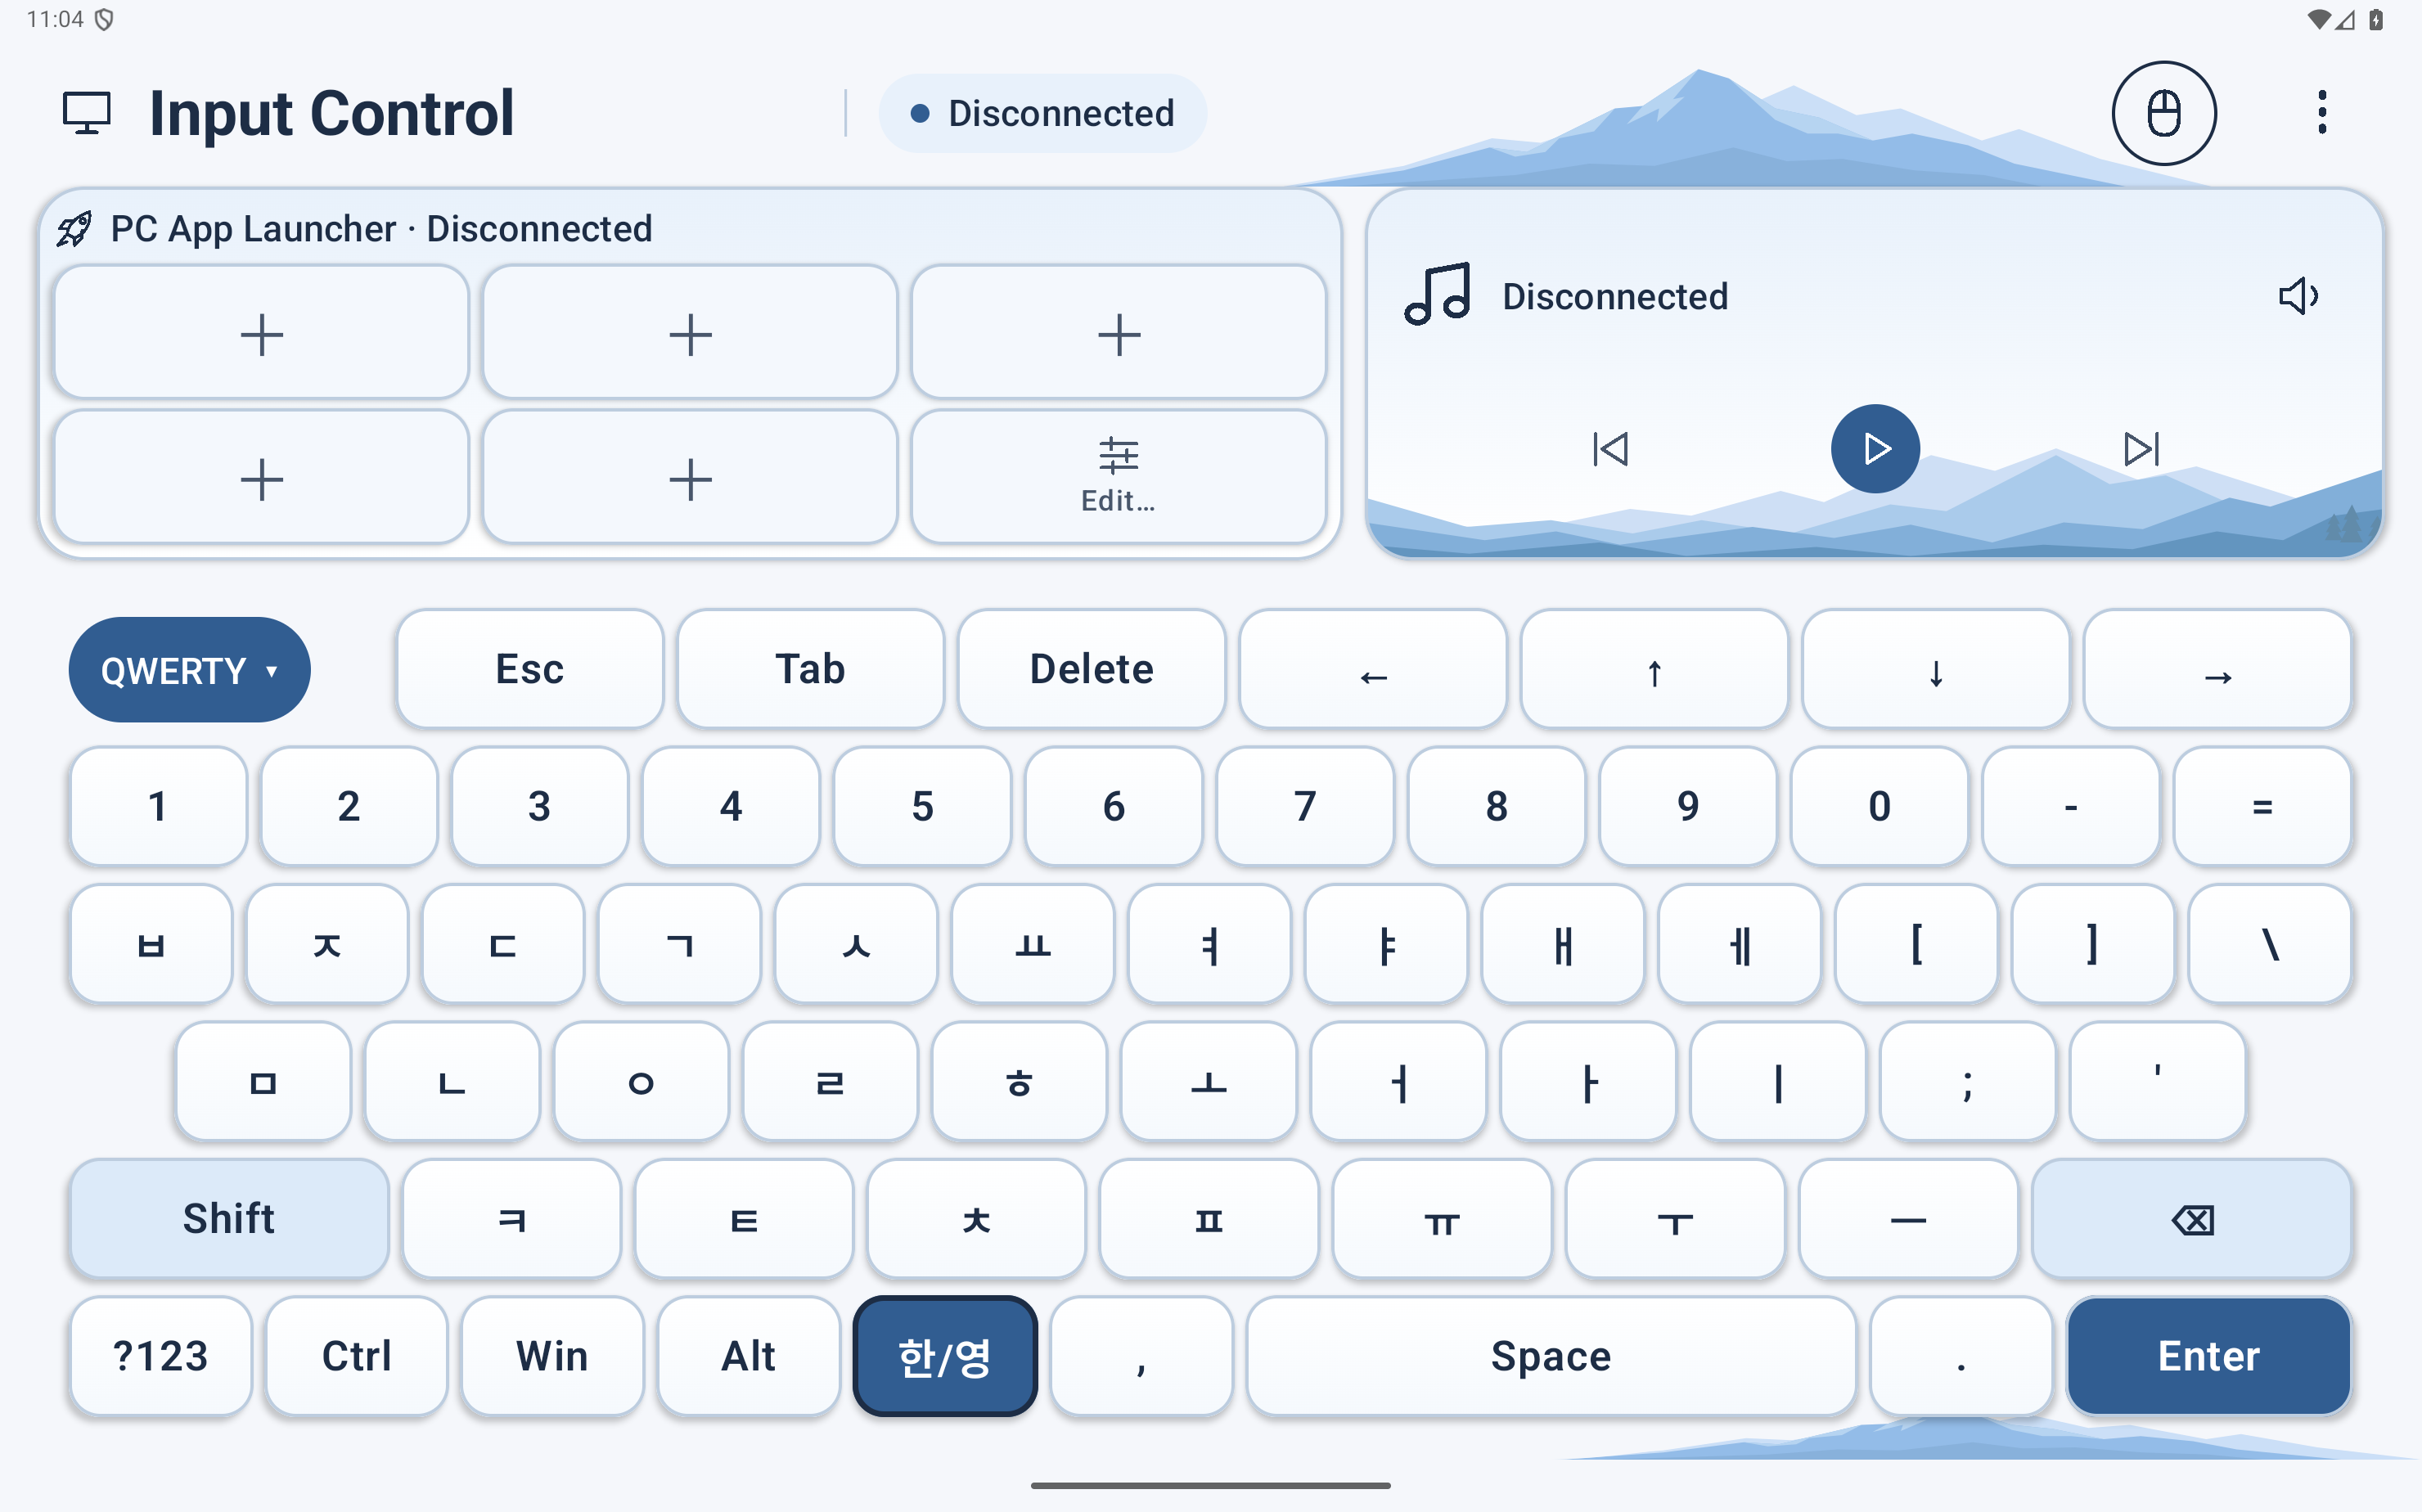 11:04
Input Control
Disconnected
PC App Launcher · Disconnected
Edit...
Disconnected
QWERTY ▾ Esc Tab Delete ← ↑ ↓ →
1 2 3 4 5 6 7 8 9 0 - =
ㅂ ㅈ ㄷ ㄱ ㅅ ㅛ ㅕ ㅑ ㅐ ㅔ [ ] \
ㅁ ㄴ ㅇ ㄹ ㅎ ㅗ ㅓ ㅏ ㅣ ; '
Shift ㅋ ㅌ ㅊ ㅍ ㅠ ㅜ ㅡ
?123 Ctrl Win Alt 한/영 , Space . Enter